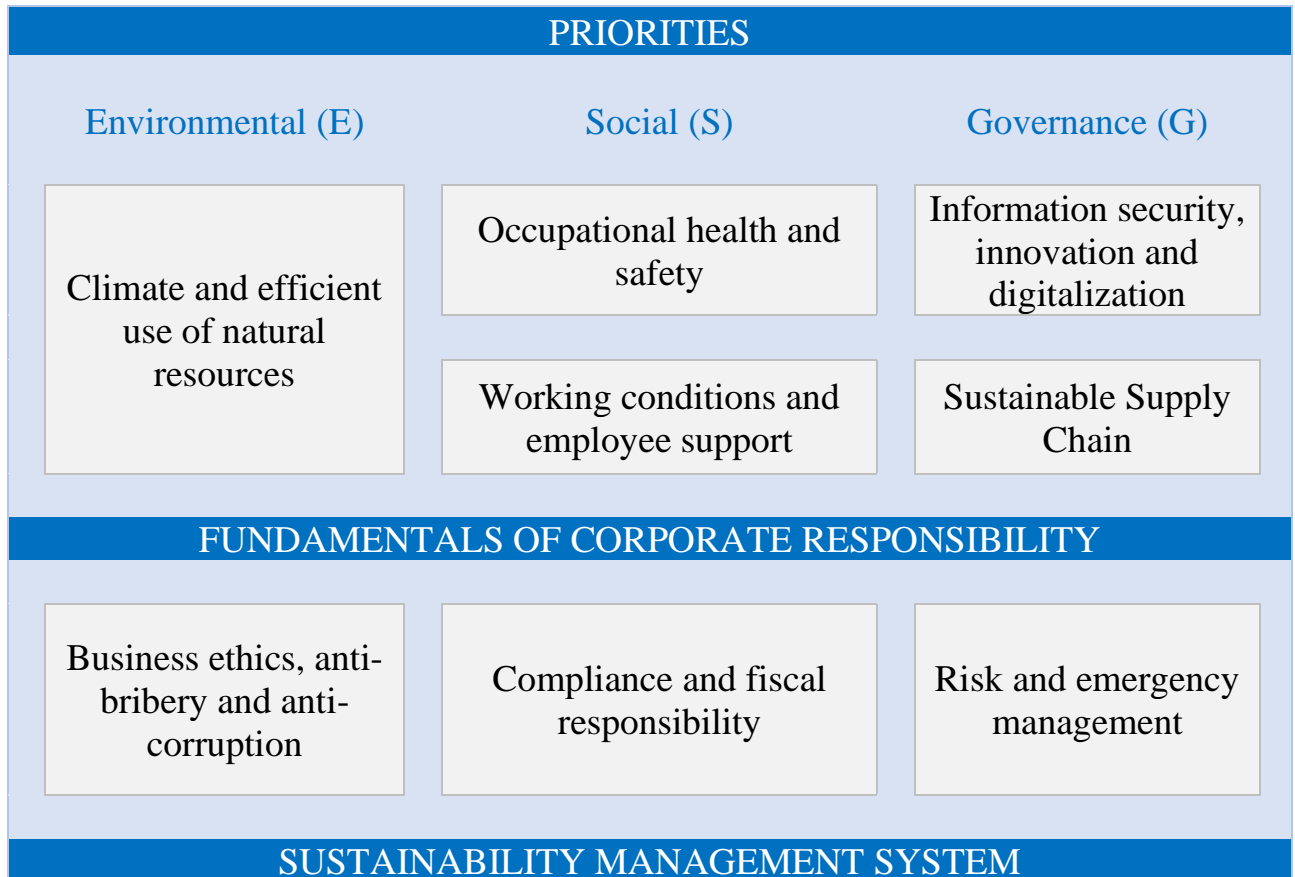 PRIORITIES
Environmental (E)
Social (S)
Governance (G)
Climate and efficient
use of natural
resources
Occupational health and
safety
Working conditions and
employee support
Information security,
innovation and
digitalization
Sustainable Supply
Chain
FUNDAMENTALS OF CORPORATE RESPONSIBILITY
Business ethics, anti-
bribery and anti-
corruption
Compliance and fiscal
responsibility
Risk and emergency
management
SUSTAINABILITY MANAGEMENT SYSTEM